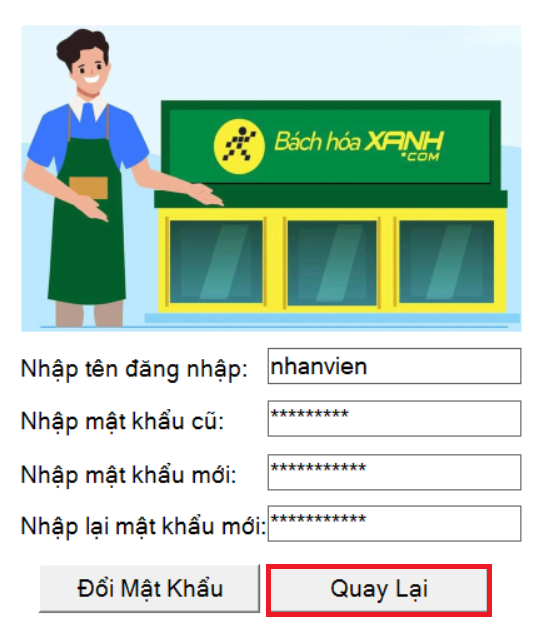 Bách hóa XANH
.COM
Nhập tên đăng nhập: nhanvien
Nhập mật khẩu cũ: *********
Nhập mật khẩu mới: ***********
Nhập lại mật khẩu mới: ***********
Đổi Mật Khẩu Quay Lại